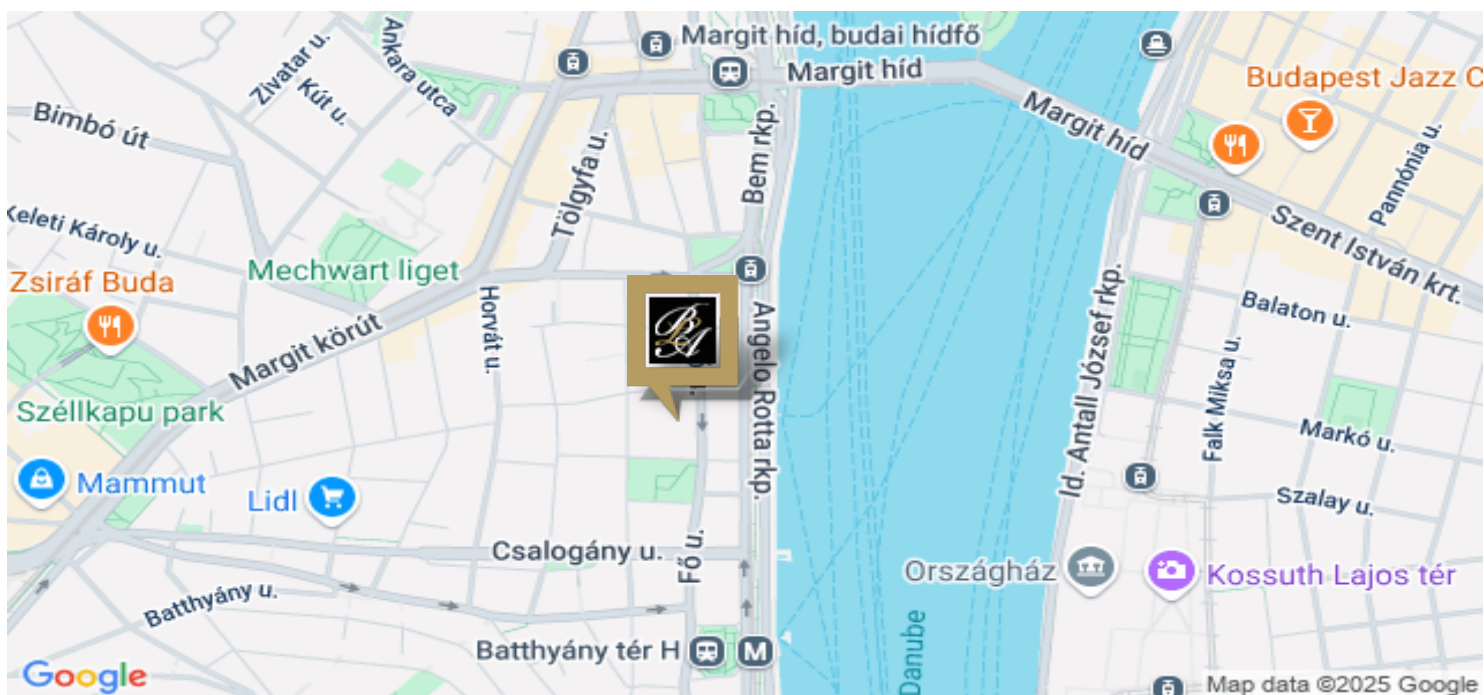 Ankara utca
Zivatar u.
Kút u.
Margit híd, budai hídfő
Margit híd
Margit híd
Budapest Jazz C
Bimbó út
Tölgyfa u.
Bem rkp.
Pannónia u.
Keleti Károly u.
Mechwart liget
Szent István krt.
Zsiráf Buda
Horvát u.
Margit körút
Angelo Rotta rkp.
Id. Antall József rkp.
Balaton u.
Falk Miksa u.
Széllkapu park
Markó u.
Mammut
Lidl
Szalay u.
Csalogány u.
Fő u.
Országház
Kossuth Lajos tér
Batthyány u.
Batthyány tér H
M
Danube
Google
Map data ©2025 Google